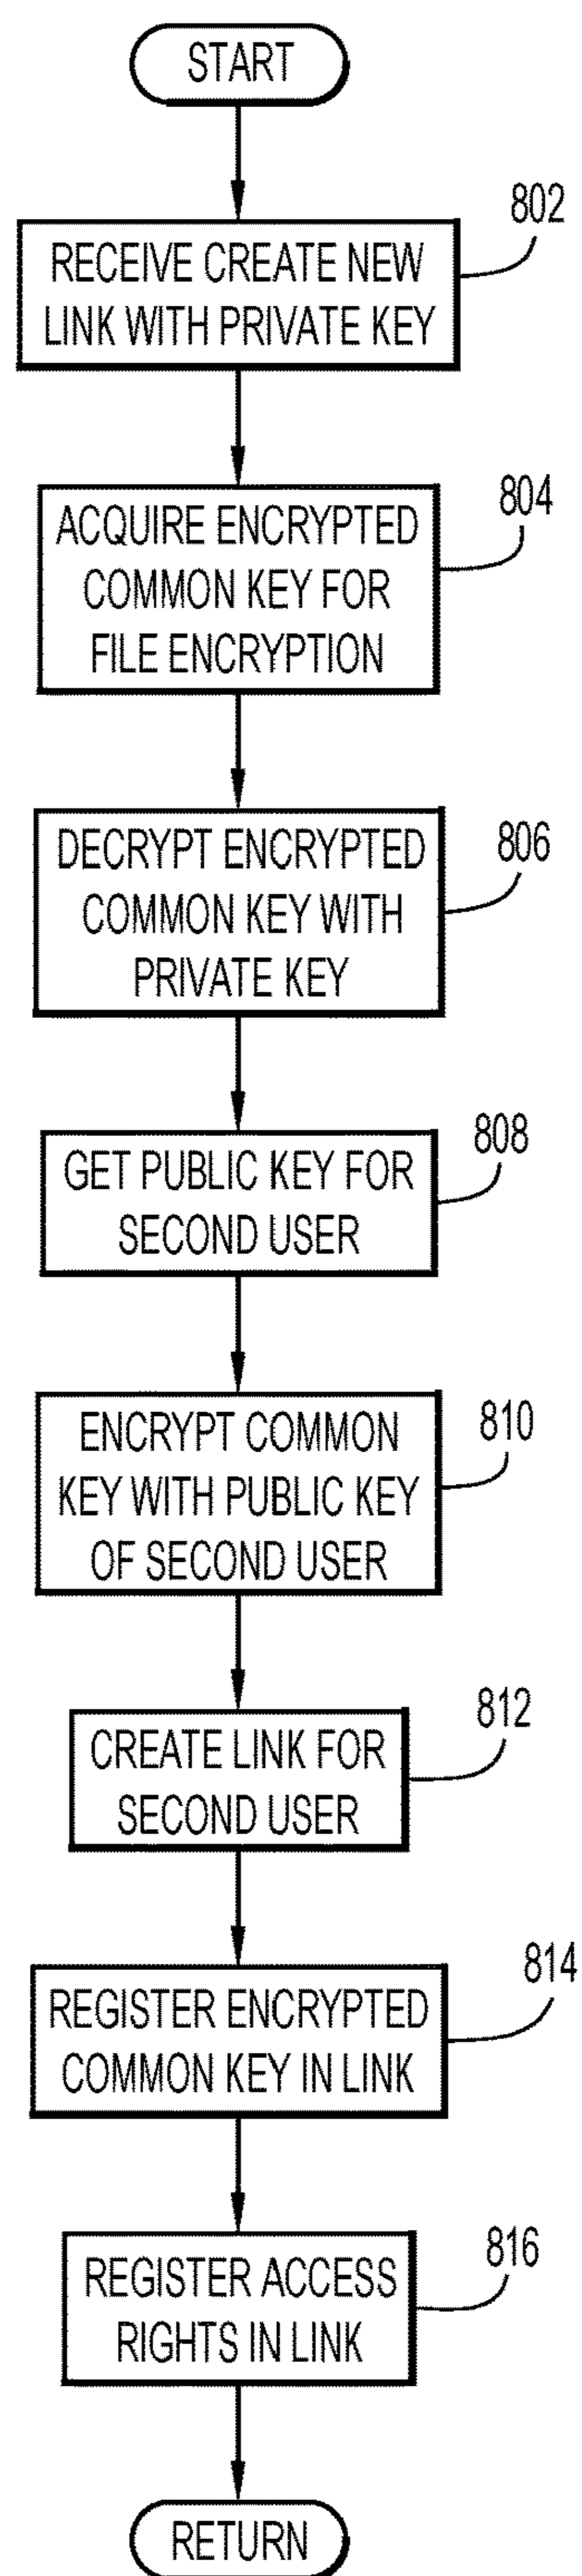 START
802
RECEIVE CREATE NEW
LINK WITH PRIVATE KEY
804
ACQUIRE ENCRYPTED
COMMON KEY FOR
FILE ENCRYPTION
806
DECRYPT ENCRYPTED
COMMON KEY WITH
PRIVATE KEY
808
GET PUBLIC KEY FOR
SECOND USER
810
ENCRYPT COMMON
KEY WITH PUBLIC KEY
OF SECOND USER
812
CREATE LINK FOR
SECOND USER
814
REGISTER ENCRYPTED
COMMON KEY IN LINK
816
REGISTER ACCESS
RIGHTS IN LINK
RETURN